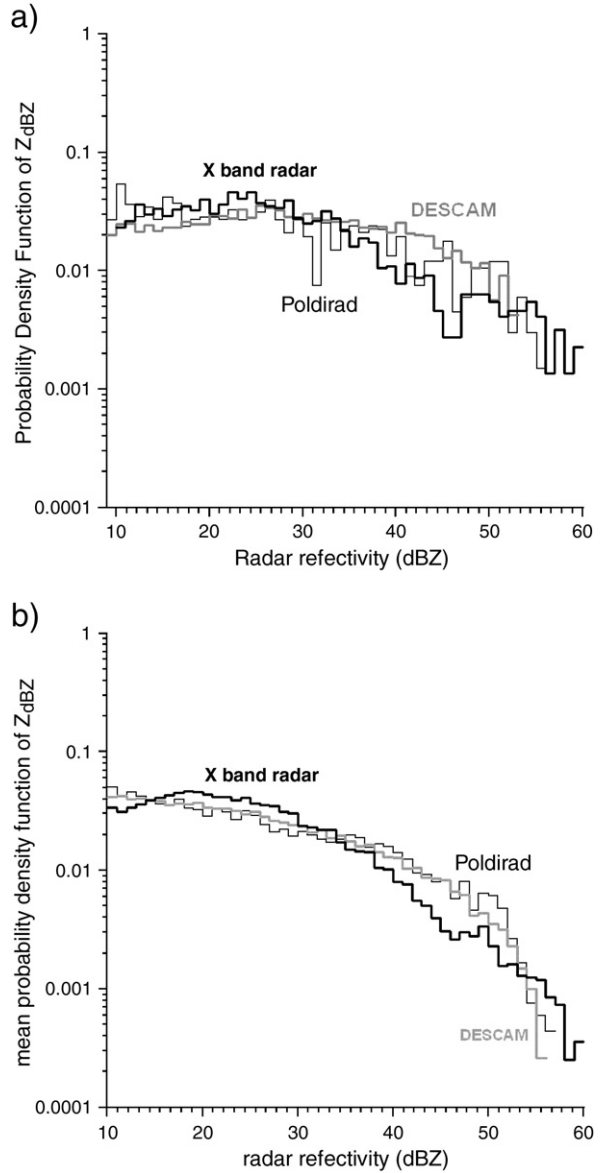 a)
Probability Density Function of ZdBZ
1
0.1
0.01
0.001
0.0001
X band radar
DESCAM
Poldirad
10 20 30 40 50 60
Radar refectivity (dBZ)
b)
mean probability density function of ZdBZ
1
0.1
0.01
0.001
0.0001
X band radar
Poldirad
DESCAM
10 20 30 40 50 60
radar refectivity (dBZ)